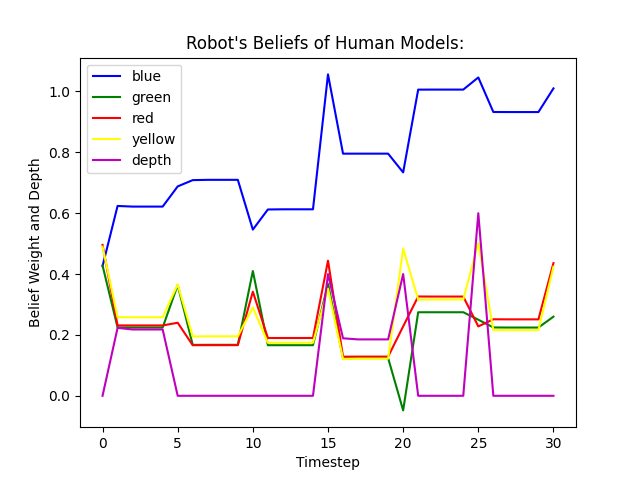 Robot's Beliefs of Human Models:
blue
green
red
yellow
depth
Belief Weight and Depth
1.0
0.8
0.6
0.4
0.2
0.0
0 5 10 15 20 25 30
Timestep